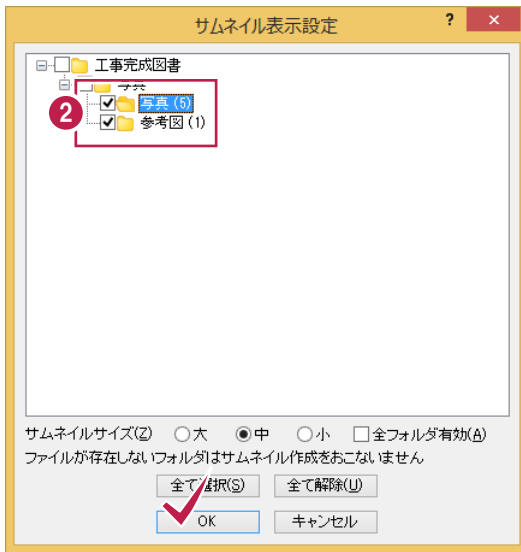 サムネイル表示設定 ? ×
工事完成図書
写真
2 写真 (5)
参考図 (1)
サムネイルサイズ(Z) 大 中 小 全フォルダ有効(A)
ファイルが存在しないフォルダはサムネイル作成をおこないません
全て選択(S) 全て解除(U)
OK キャンセル